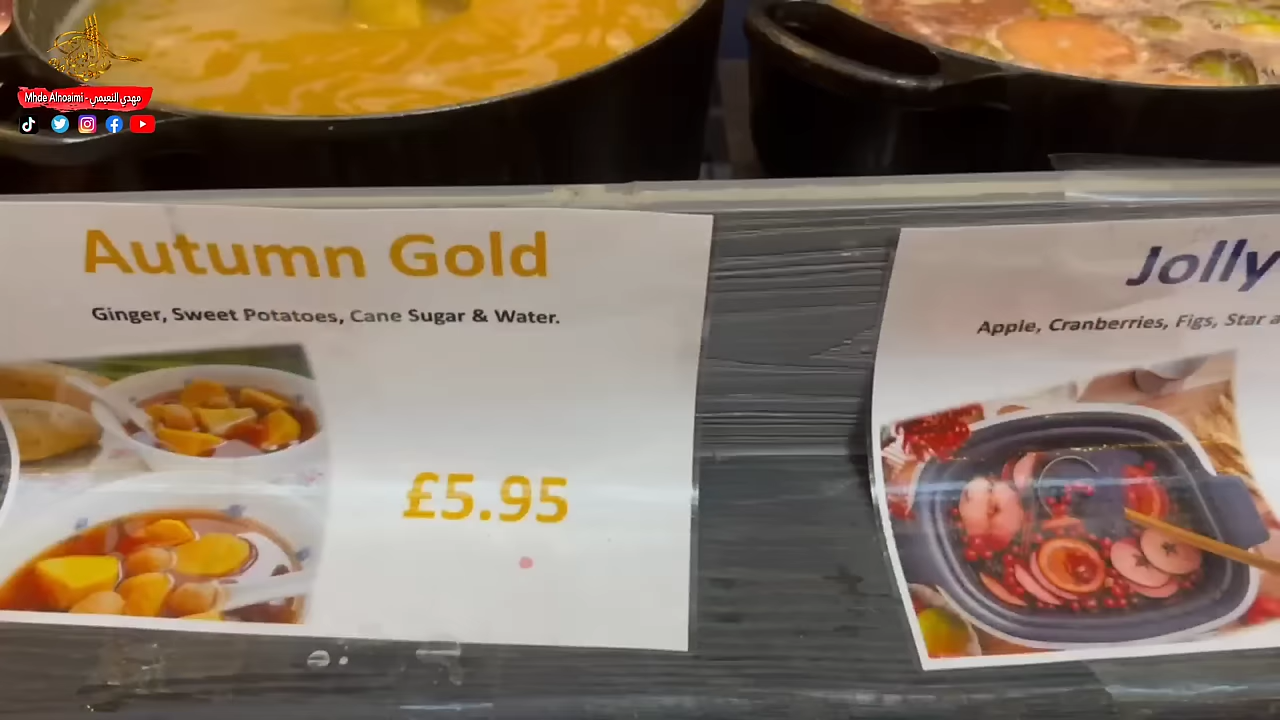 Mhde Alnoaimi - مهدي النعيمي
Autumn Gold
Ginger, Sweet Potatoes, Cane Sugar & Water.
£5.95
Jolly
Apple, Cranberries, Figs, Star